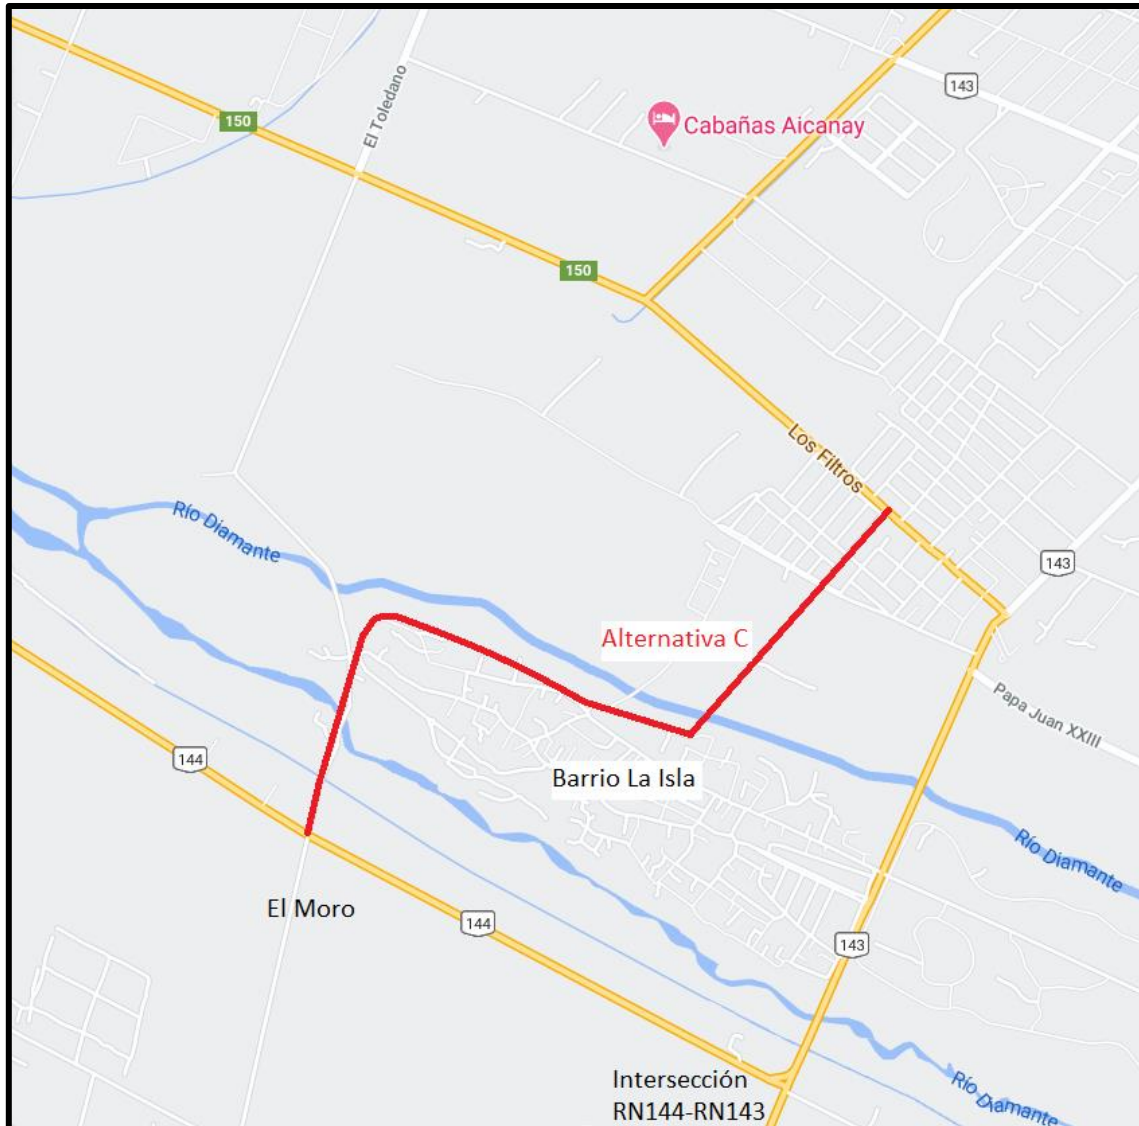 143
Cabañas Aicanay
150
El Toledano
150
Los Filtros
Río Diamante
143
Alternativa C
Papa Juan XXIII
144
Barrio La Isla
Río Diamante
El Moro
144
143
Intersección
RN144-RN143
Río Diamante